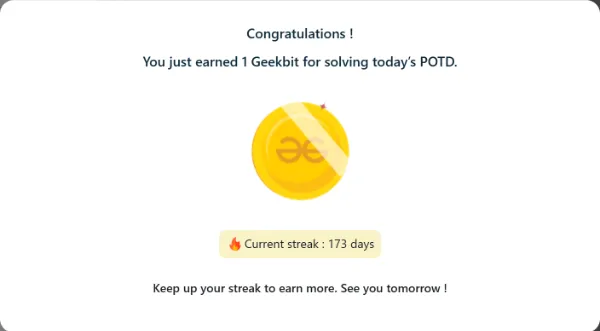 Congratulations !
You just earned 1 Geekbit for solving today's POTD.
Current streak : 173 days
Keep up your streak to earn more. See you tomorrow !